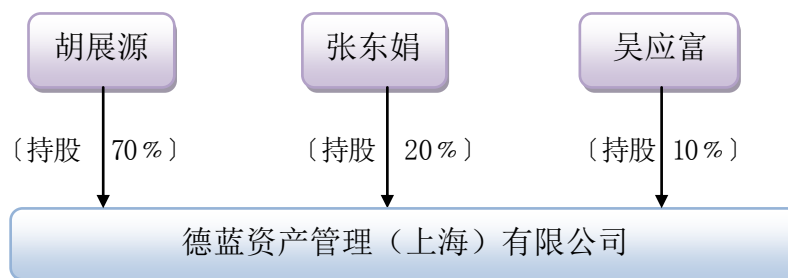 胡展源 张东娟 吴应富
〔持股 70%〕 〔持股 20%〕 〔持股 10%〕
德蓝资产管理（上海）有限公司